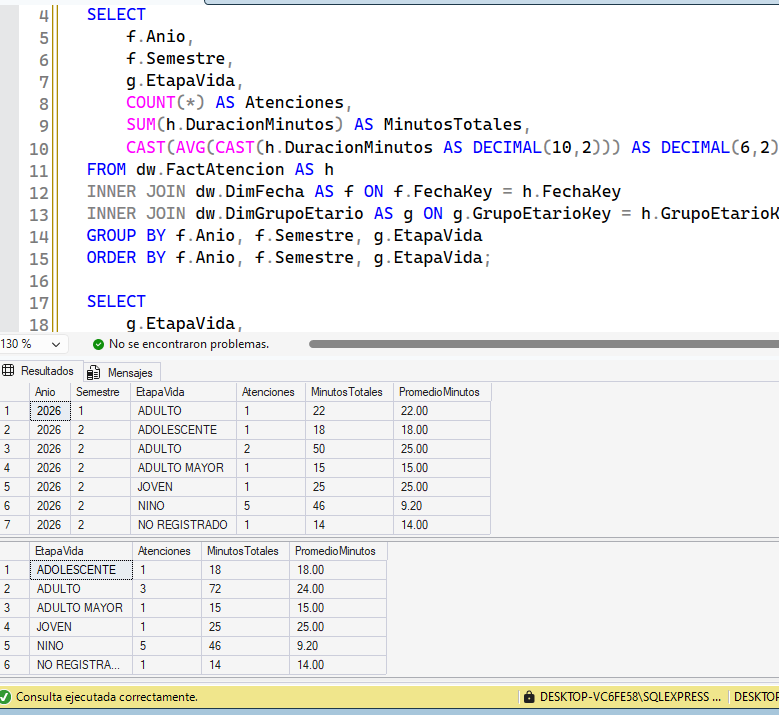 4 SELECT
5 f.Anio,
6 f.Semestre,
7 g.EtapaVida,
8 COUNT(*) AS Atenciones,
9 SUM(h.DuracionMinutos) AS MinutosTotales,
10 CAST(AVG(CAST(h.DuracionMinutos AS DECIMAL(10,2))) AS DECIMAL(6,2)
11 FROM dw.FactAtencion AS h
12 INNER JOIN dw.DimFecha AS f ON f.FechaKey = h.FechaKey
13 INNER JOIN dw.DimGrupoEtario AS g ON g.GrupoEtarioKey = h.GrupoEtarioK
14 GROUP BY f.Anio, f.Semestre, g.EtapaVida
15 ORDER BY f.Anio, f.Semestre, g.EtapaVida;
16
17 SELECT
18 g.EtapaVida,
130 % No se encontraron problemas.
Resultados Mensajes
Anio Semestre EtapaVida Atenciones MinutosTotales PromedioMinutos
1 2026 1 ADULTO 1 22 22.00
2 2026 2 ADOLESCENTE 1 18 18.00
3 2026 2 ADULTO 2 50 25.00
4 2026 2 ADULTO MAYOR 1 15 15.00
5 2026 2 JOVEN 1 25 25.00
6 2026 2 NINO 5 46 9.20
7 2026 2 NO REGISTRADO 1 14 14.00
EtapaVida Atenciones MinutosTotales PromedioMinutos
1 ADOLESCENTE 1 18 18.00
2 ADULTO 3 72 24.00
3 ADULTO MAYOR 1 15 15.00
4 JOVEN 1 25 25.00
5 NINO 5 46 9.20
6 NO REGISTRA... 1 14 14.00
Consulta ejecutada correctamente. DESKTOP-VC6FE58\SQLEXPRESS ... DESKTOP